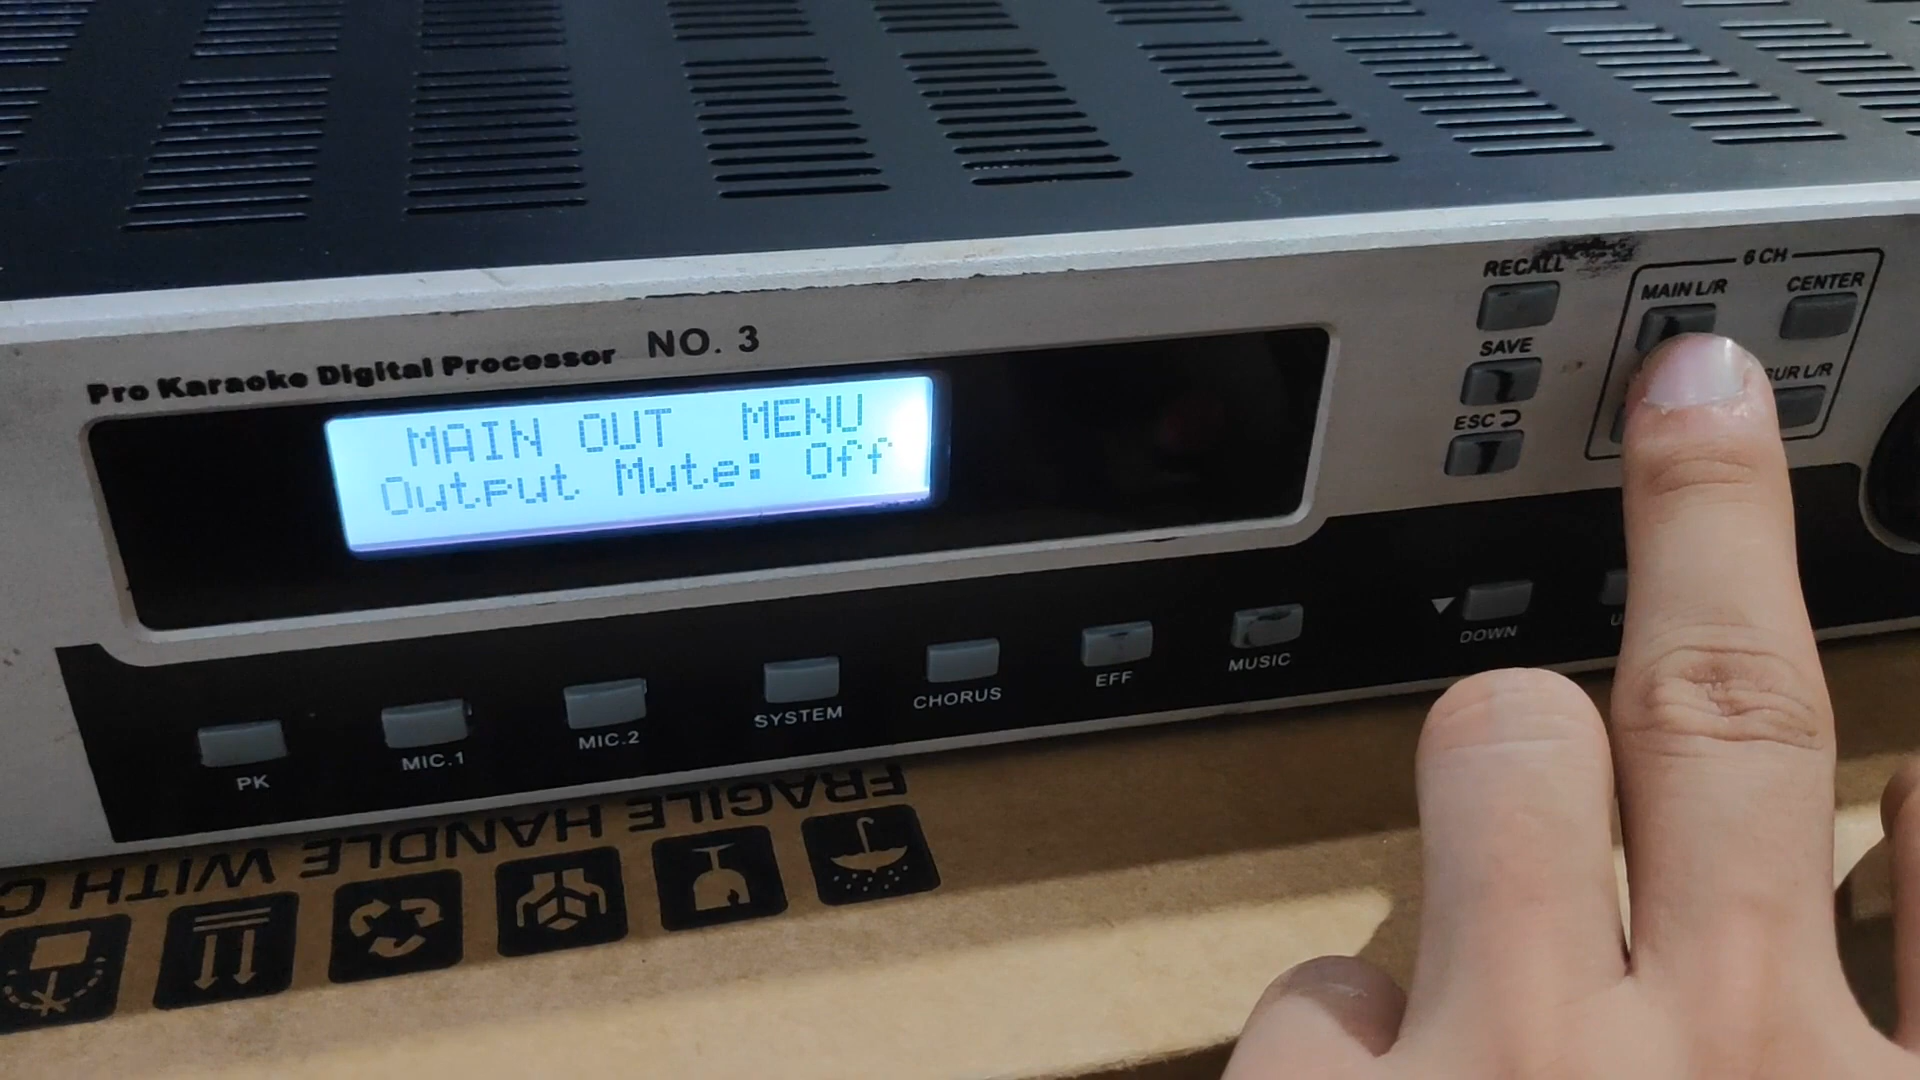 Pro Karaoke Digital Processor NO. 3
MAIN OUT MENU
Output Mute: Off
RECALL
SAVE
ESC
6 CH
MAIN L/R
CENTER
SUR L/R
PK
MIC.1
MIC.2
SYSTEM
CHORUS
EFF
MUSIC
DOWN
FRAGILE HANDLE WITH